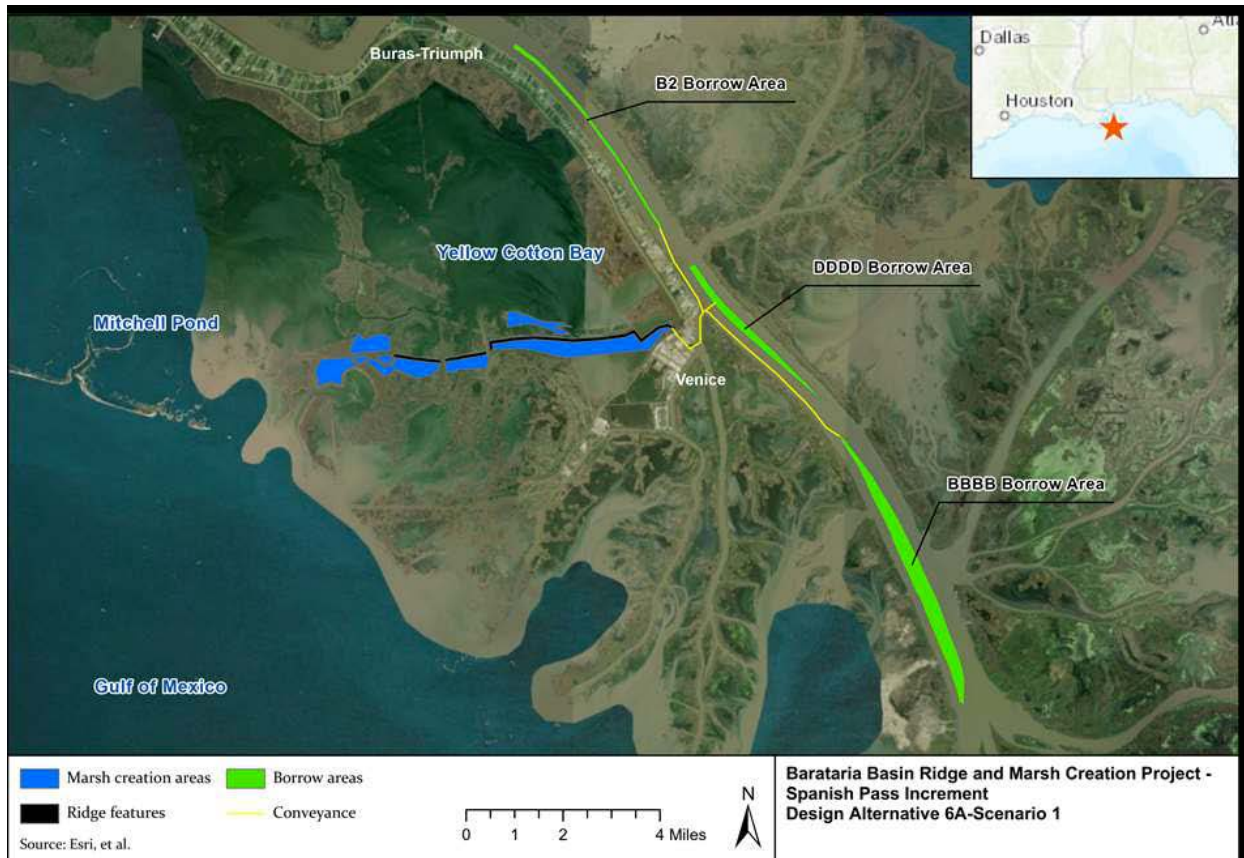 Buras-Triumph
B2 Borrow Area
Dallas
Houston
Yellow Cotton Bay
DDDD Borrow Area
Mitchell Pond
Venice
BBBB Borrow Area
Gulf of Mexico
Marsh creation areas
Borrow areas
Ridge features
Conveyance
Source: Esri, et al.
0 1 2 4 Miles
N
Barataria Basin Ridge and Marsh Creation Project -
Spanish Pass Increment
Design Alternative 6A-Scenario 1